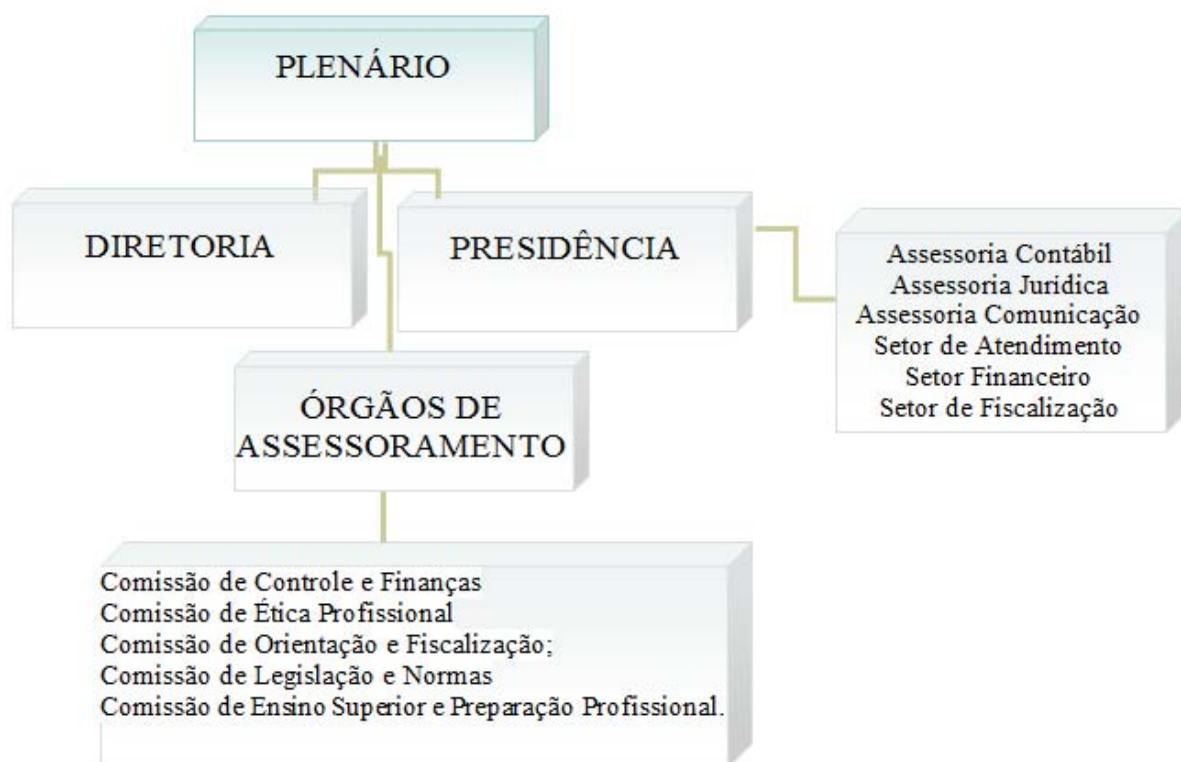 PLENÁRIO
DIRETORIA
PRESIDÊNCIA
Assessoria Contábil
Assessoria Jurídica
Assessoria Comunicação
Setor de Atendimento
Setor Financeiro
Setor de Fiscalização
ÓRGÃOS DE
ASSESSORAMENTO
Comissão de Controle e Finanças
Comissão de Ética Profissional
Comissão de Orientação e Fiscalização;
Comissão de Legislação e Normas
Comissão de Ensino Superior e Preparação Profissional.